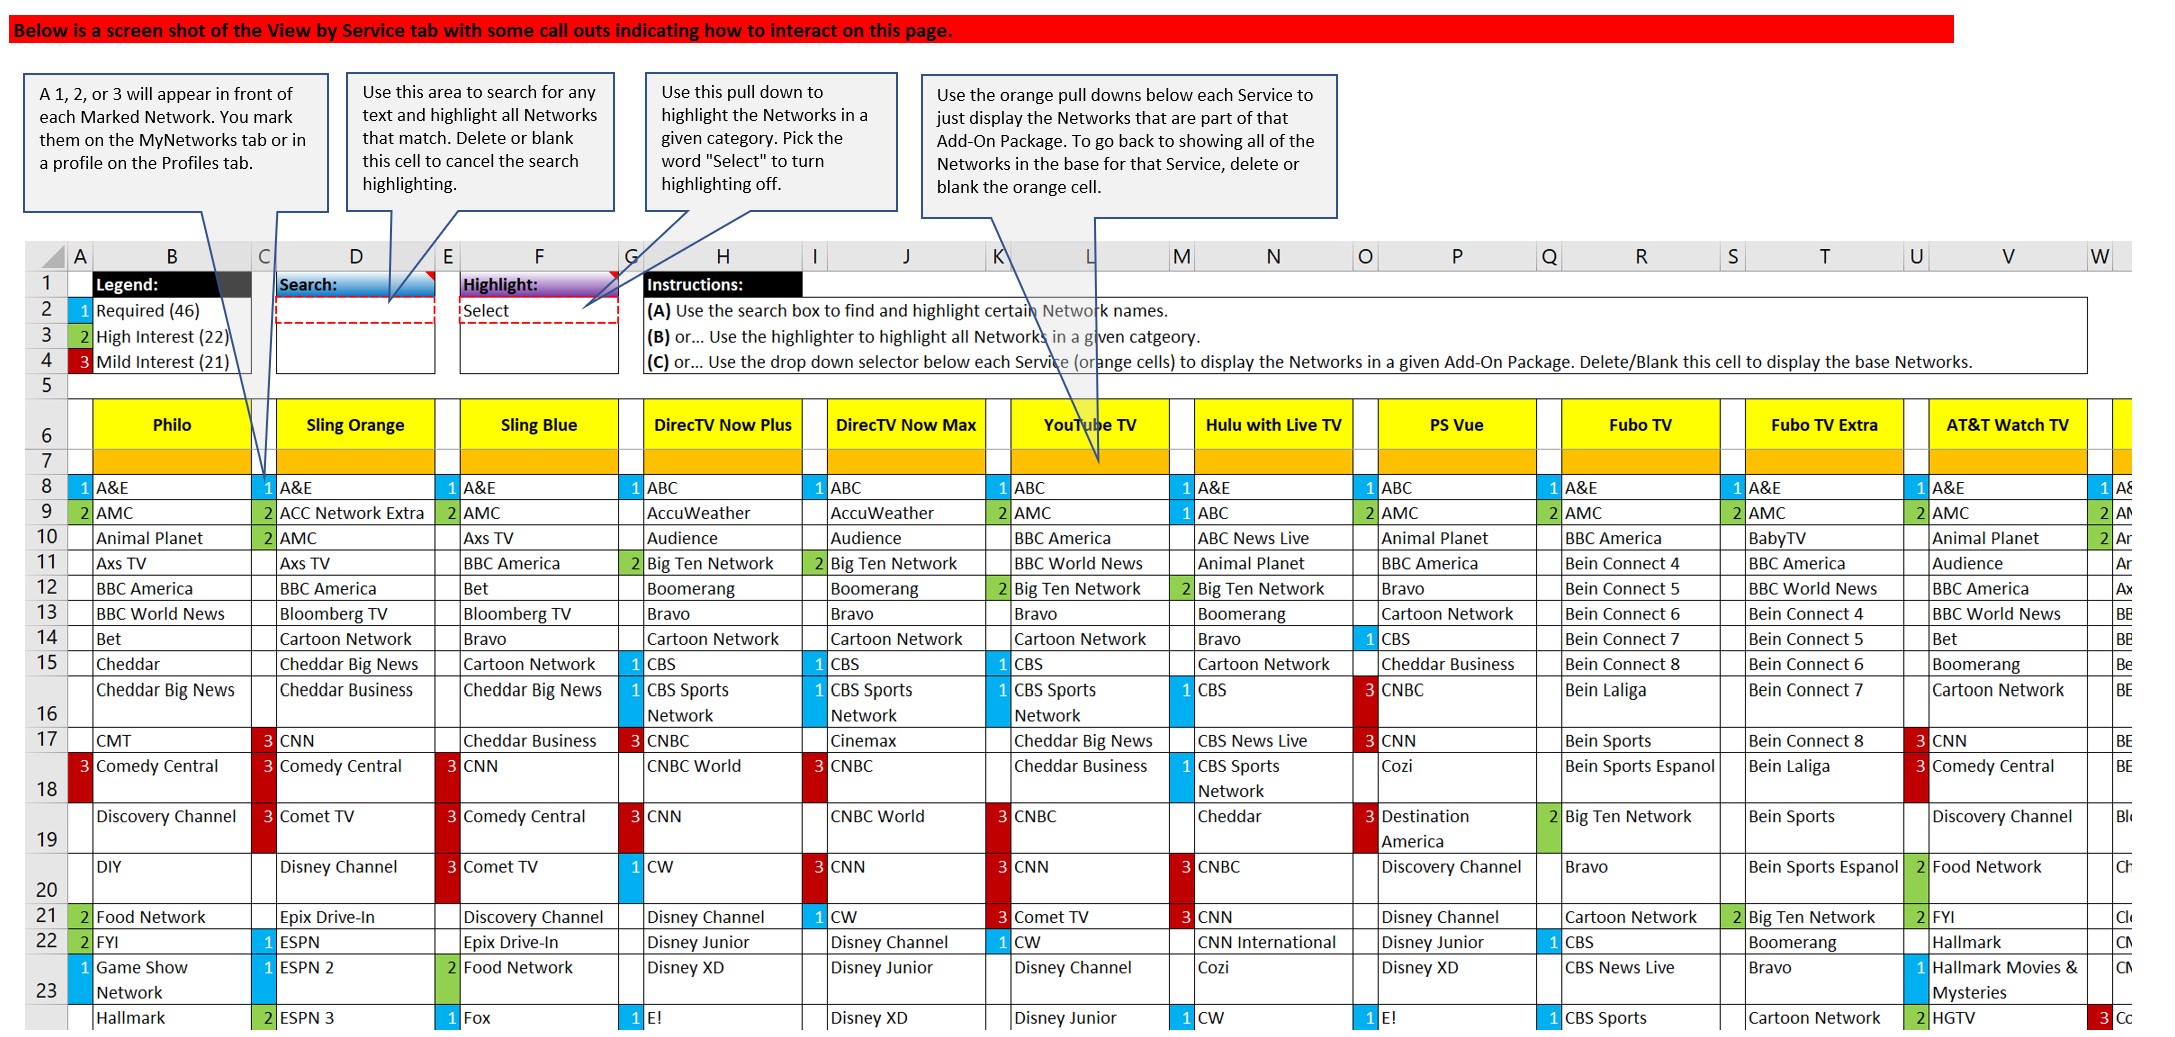 Below is a screen shot of the View by Service tab with some call outs indicating how to interact on this page.
A 1, 2, or 3 will appear in front of
each Marked Network. You mark
them on the MyNetworks tab or in
a profile on the Profiles tab.
Use this area to search for any
text and highlight all Networks
that match. Delete or blank
this cell to cancel the search
highlighting.
Use this pull down to
highlight the Networks in a
given category. Pick the
word "Select" to turn
highlighting off.
Use the orange pull downs below each Service to
just display the Networks that are part of that
Add-On Package. To go back to showing all of the
Networks in the base for that Service, delete or
blank the orange cell.
A B C D E F G H I J K L M N O P Q R S T U V W
1 Legend: Search: Highlight: Instructions:
2 1 Required (46) Select (A) Use the search box to find and highlight certain Network names.
3 2 High Interest (22) (B) or... Use the highlighter to highlight all Networks in a given catgeory.
4 3 Mild Interest (21) (C) or... Use the drop down selector below each Service (orange cells) to display the Networks in a given Add-On Package. Delete/Blank this cell to display the base Networks.
5
6 Philo Sling Orange Sling Blue DirecTV Now Plus DirecTV Now Max YouTube TV Hulu with Live TV PS Vue Fubo TV Fubo TV Extra AT&T Watch TV
7
8 1 A&E 1 A&E 1 A&E 1 ABC 1 ABC 1 ABC 1 A&E 1 ABC 1 A&E 1 A&E 1 A&E 1 A&
9 2 AMC 2 ACC Network Extra 2 AMC AccuWeather AccuWeather 2 AMC 1 ABC 2 AMC 2 AMC 2 AMC 2 AMC 2 AM
10 Animal Planet 2 AMC Axs TV Audience Audience BBC America ABC News Live Animal Planet BBC America BabyTV Animal Planet 2 Ar
11 Axs TV Axs TV BBC America 2 Big Ten Network 2 Big Ten Network BBC World News Animal Planet BBC America Bein Connect 4 BBC America Audience Ar
12 BBC America BBC America Bet Boomerang Boomerang 2 Big Ten Network 2 Big Ten Network Bravo Bein Connect 5 BBC World News BBC America Ax
13 BBC World News Bloomberg TV Bloomberg TV Bravo Bravo Bravo Boomerang Cartoon Network Bein Connect 6 Bein Connect 4 BBC World News BB
14 Bet Cartoon Network Bravo Cartoon Network Cartoon Network Cartoon Network Bravo 1 CBS Bein Connect 7 Bein Connect 5 Bet BB
15 Cheddar Cheddar Big News Cartoon Network 1 CBS 1 CBS 1 CBS Cartoon Network Cheddar Business Bein Connect 8 Bein Connect 6 Boomerang Be
16 Cheddar Big News Cheddar Business Cheddar Big News 1 CBS Sports Network 1 CBS Sports Network 1 CBS Sports Network 1 CBS 3 CNBC Bein Laliga Bein Connect 7 Cartoon Network BE
17 CMT 3 CNN Cheddar Business 3 CNBC Cinemax Cheddar Big News CBS News Live 3 CNN Bein Sports Bein Connect 8 3 CNN BE
18 3 Comedy Central 3 Comedy Central 3 CNN CNBC World 3 CNBC Cheddar Business 1 CBS Sports Network Cozi Bein Sports Espanol Bein Laliga 3 Comedy Central BE
19 Discovery Channel 3 Comet TV 3 Comedy Central 3 CNN CNBC World 3 CNBC Cheddar 3 Destination America 2 Big Ten Network Bein Sports Discovery Channel Bl
20 DIY Disney Channel 3 Comet TV 1 CW 3 CNN 3 CNN 3 CNBC Discovery Channel Bravo Bein Sports Espanol 2 Food Network Ch
21 2 Food Network Epix Drive-In Discovery Channel Disney Channel 1 CW 3 Comet TV 3 CNN Disney Channel Cartoon Network 2 Big Ten Network 2 FYI Cl
22 2 FYI 1 ESPN Epix Drive-In Disney Junior Disney Channel 1 CW CNN International Disney Junior 1 CBS Boomerang Hallmark CN
23 1 Game Show Network 1 ESPN 2 2 Food Network Disney XD Disney Junior Disney Channel Cozi Disney XD CBS News Live Bravo 1 Hallmark Movies & Mysteries CN
Hallmark 2 ESPN 3 1 Fox 1 E! Disney XD Disney Junior 1 CW 1 E! 1 CBS Sports Cartoon Network 2 HGTV 3 Co